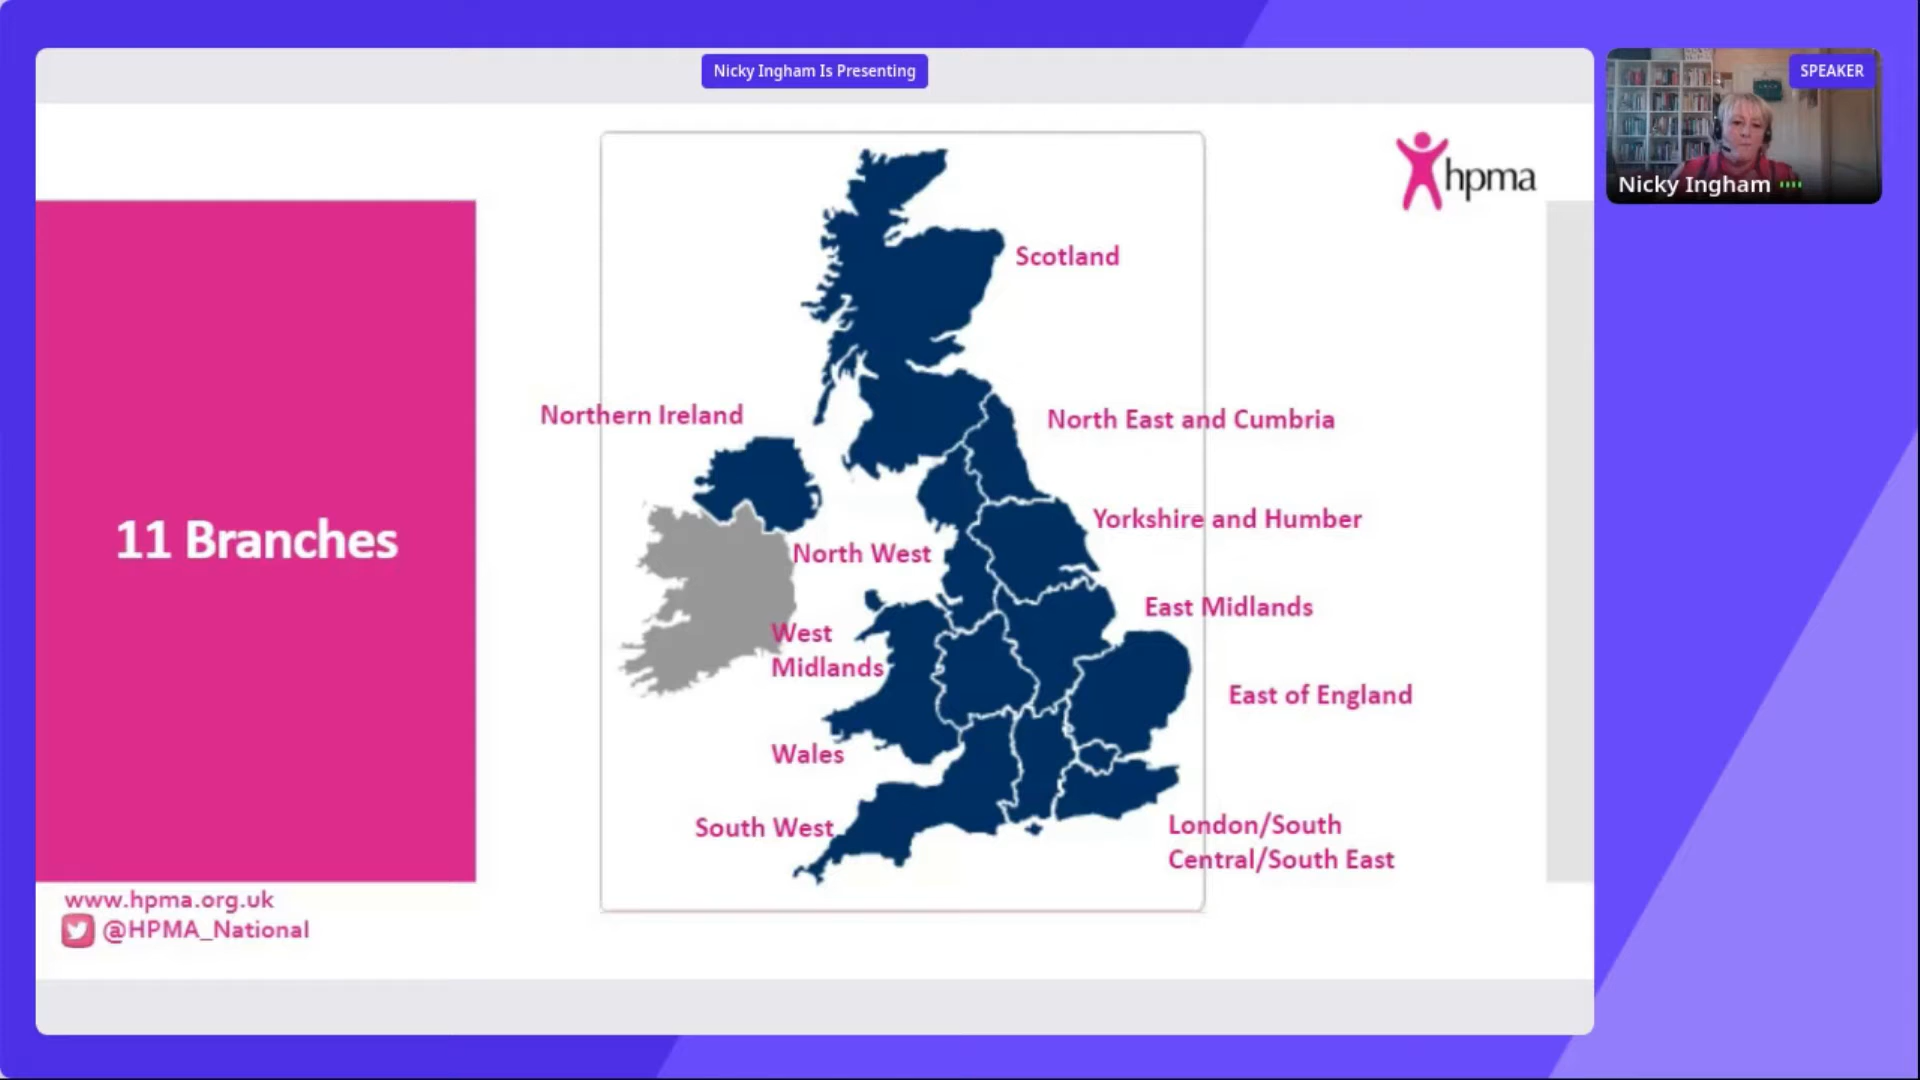 Nicky Ingham Is Presenting
SPEAKER
Nicky Ingham
hpma
11 Branches
Scotland
Northern Ireland
North East and Cumbria
Yorkshire and Humber
North West
East Midlands
West
Midlands
East of England
Wales
South West
London/South
Central/South East
www.hpma.org.uk
@HPMA_National